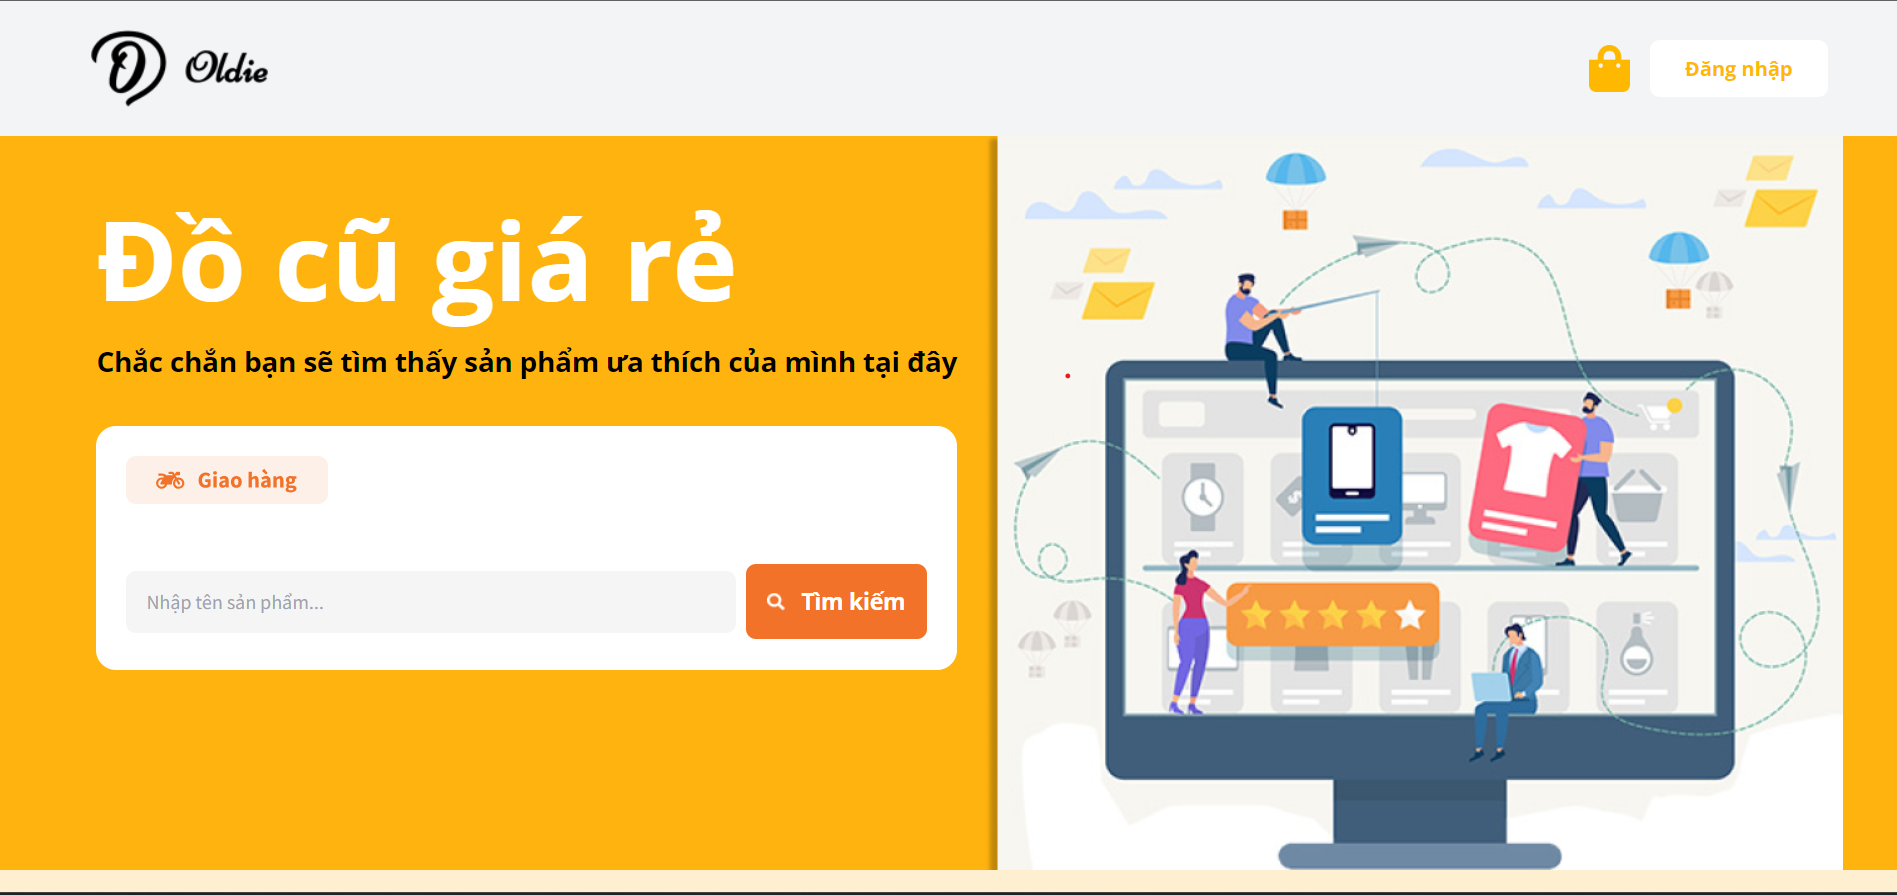 Oldie
Đăng nhập
Đồ cũ giá rẻ
Chắc chắn bạn sẽ tìm thấy sản phẩm ưa thích của mình tại đây
Giao hàng
Nhập tên sản phẩm...
Tìm kiếm